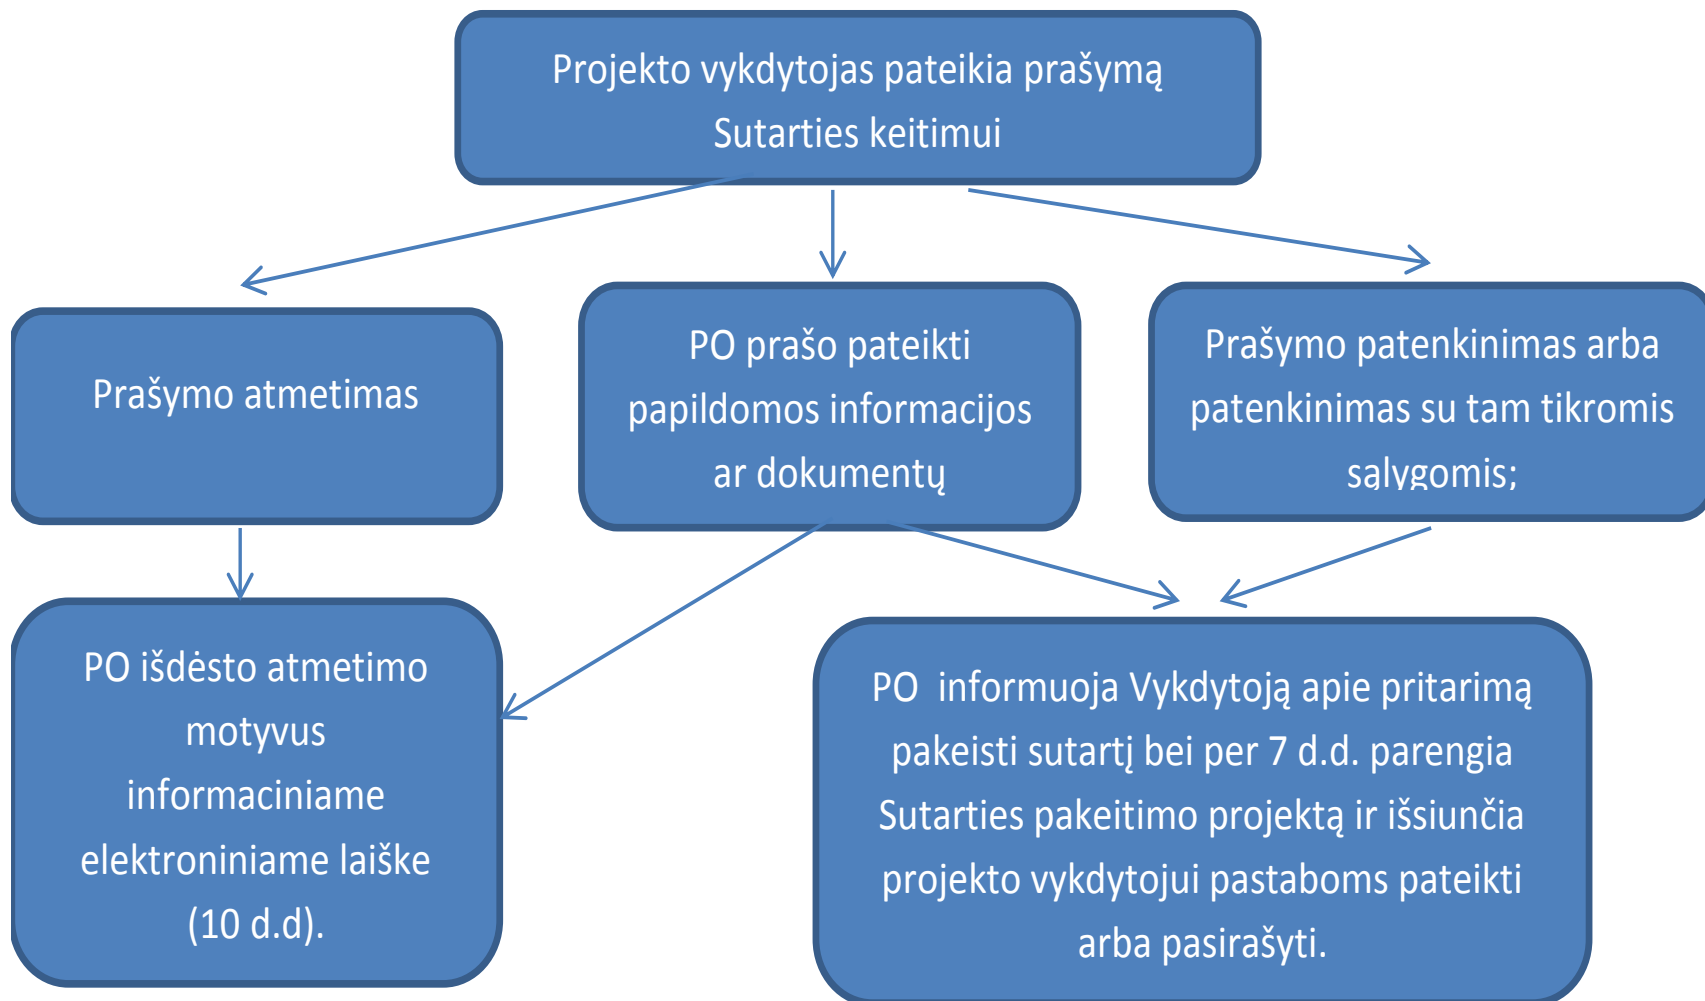 Projekto vykdytojas pateikia prašymą
Sutarties keitimui
Prašymo atmetimas
PO prašo pateikti
papildomos informacijos
ar dokumentų
Prašymo patenkinimas arba
patenkinimas su tam tikromis
sąlygomis;
PO išdėsto atmetimo
motyvus
informaciniame
elektroniniame laiške
(10 d.d).
PO  informuoja Vykdytoją apie pritarimą
pakeisti sutartį bei per 7 d.d. parengia
Sutarties pakeitimo projektą ir išsiunčia
projekto vykdytojui pastaboms pateikti
arba pasirašyti.